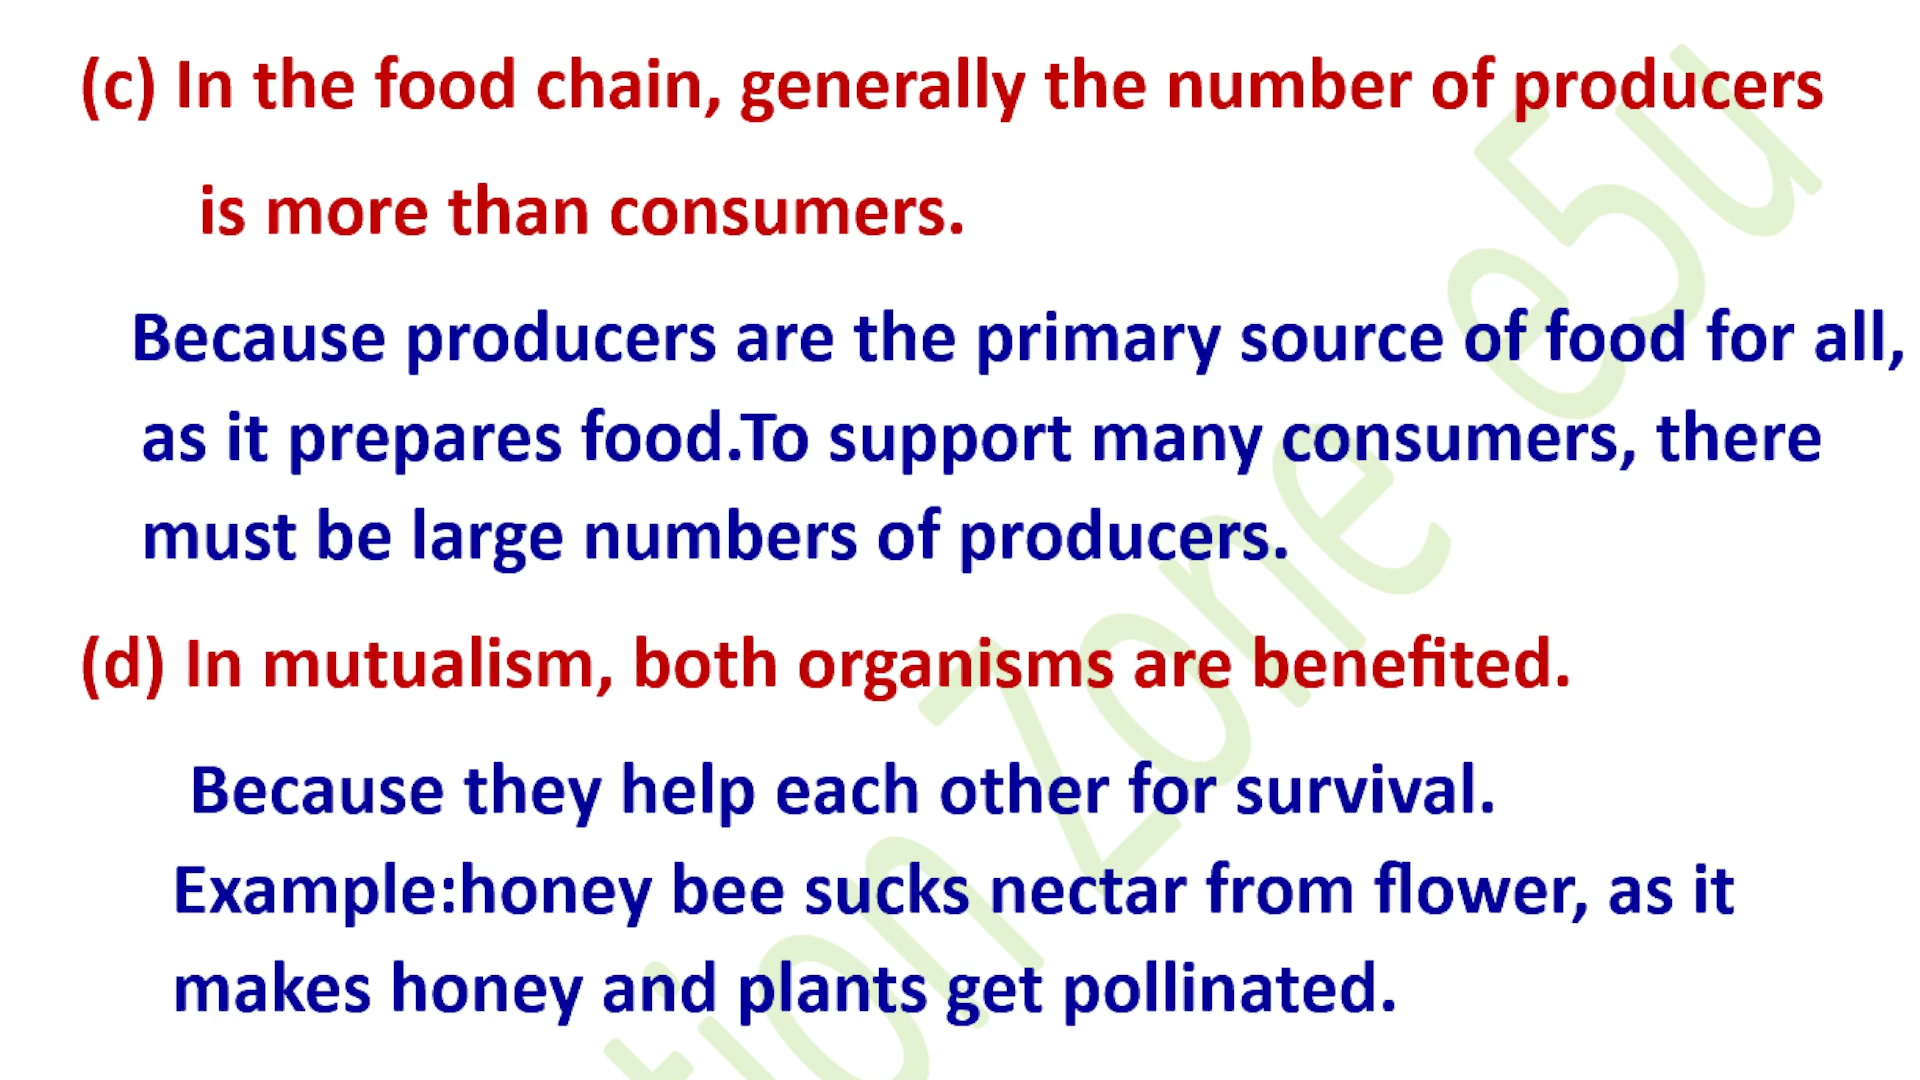 (c) In the food chain, generally the number of producers
is more than consumers.
Because producers are the primary source of food for all,
as it prepares food.To support many consumers, there
must be large numbers of producers.
(d) In mutualism, both organisms are benefited.
Because they help each other for survival.
Example:honey bee sucks nectar from flower, as it
makes honey and plants get pollinated.
tion Zone e5u